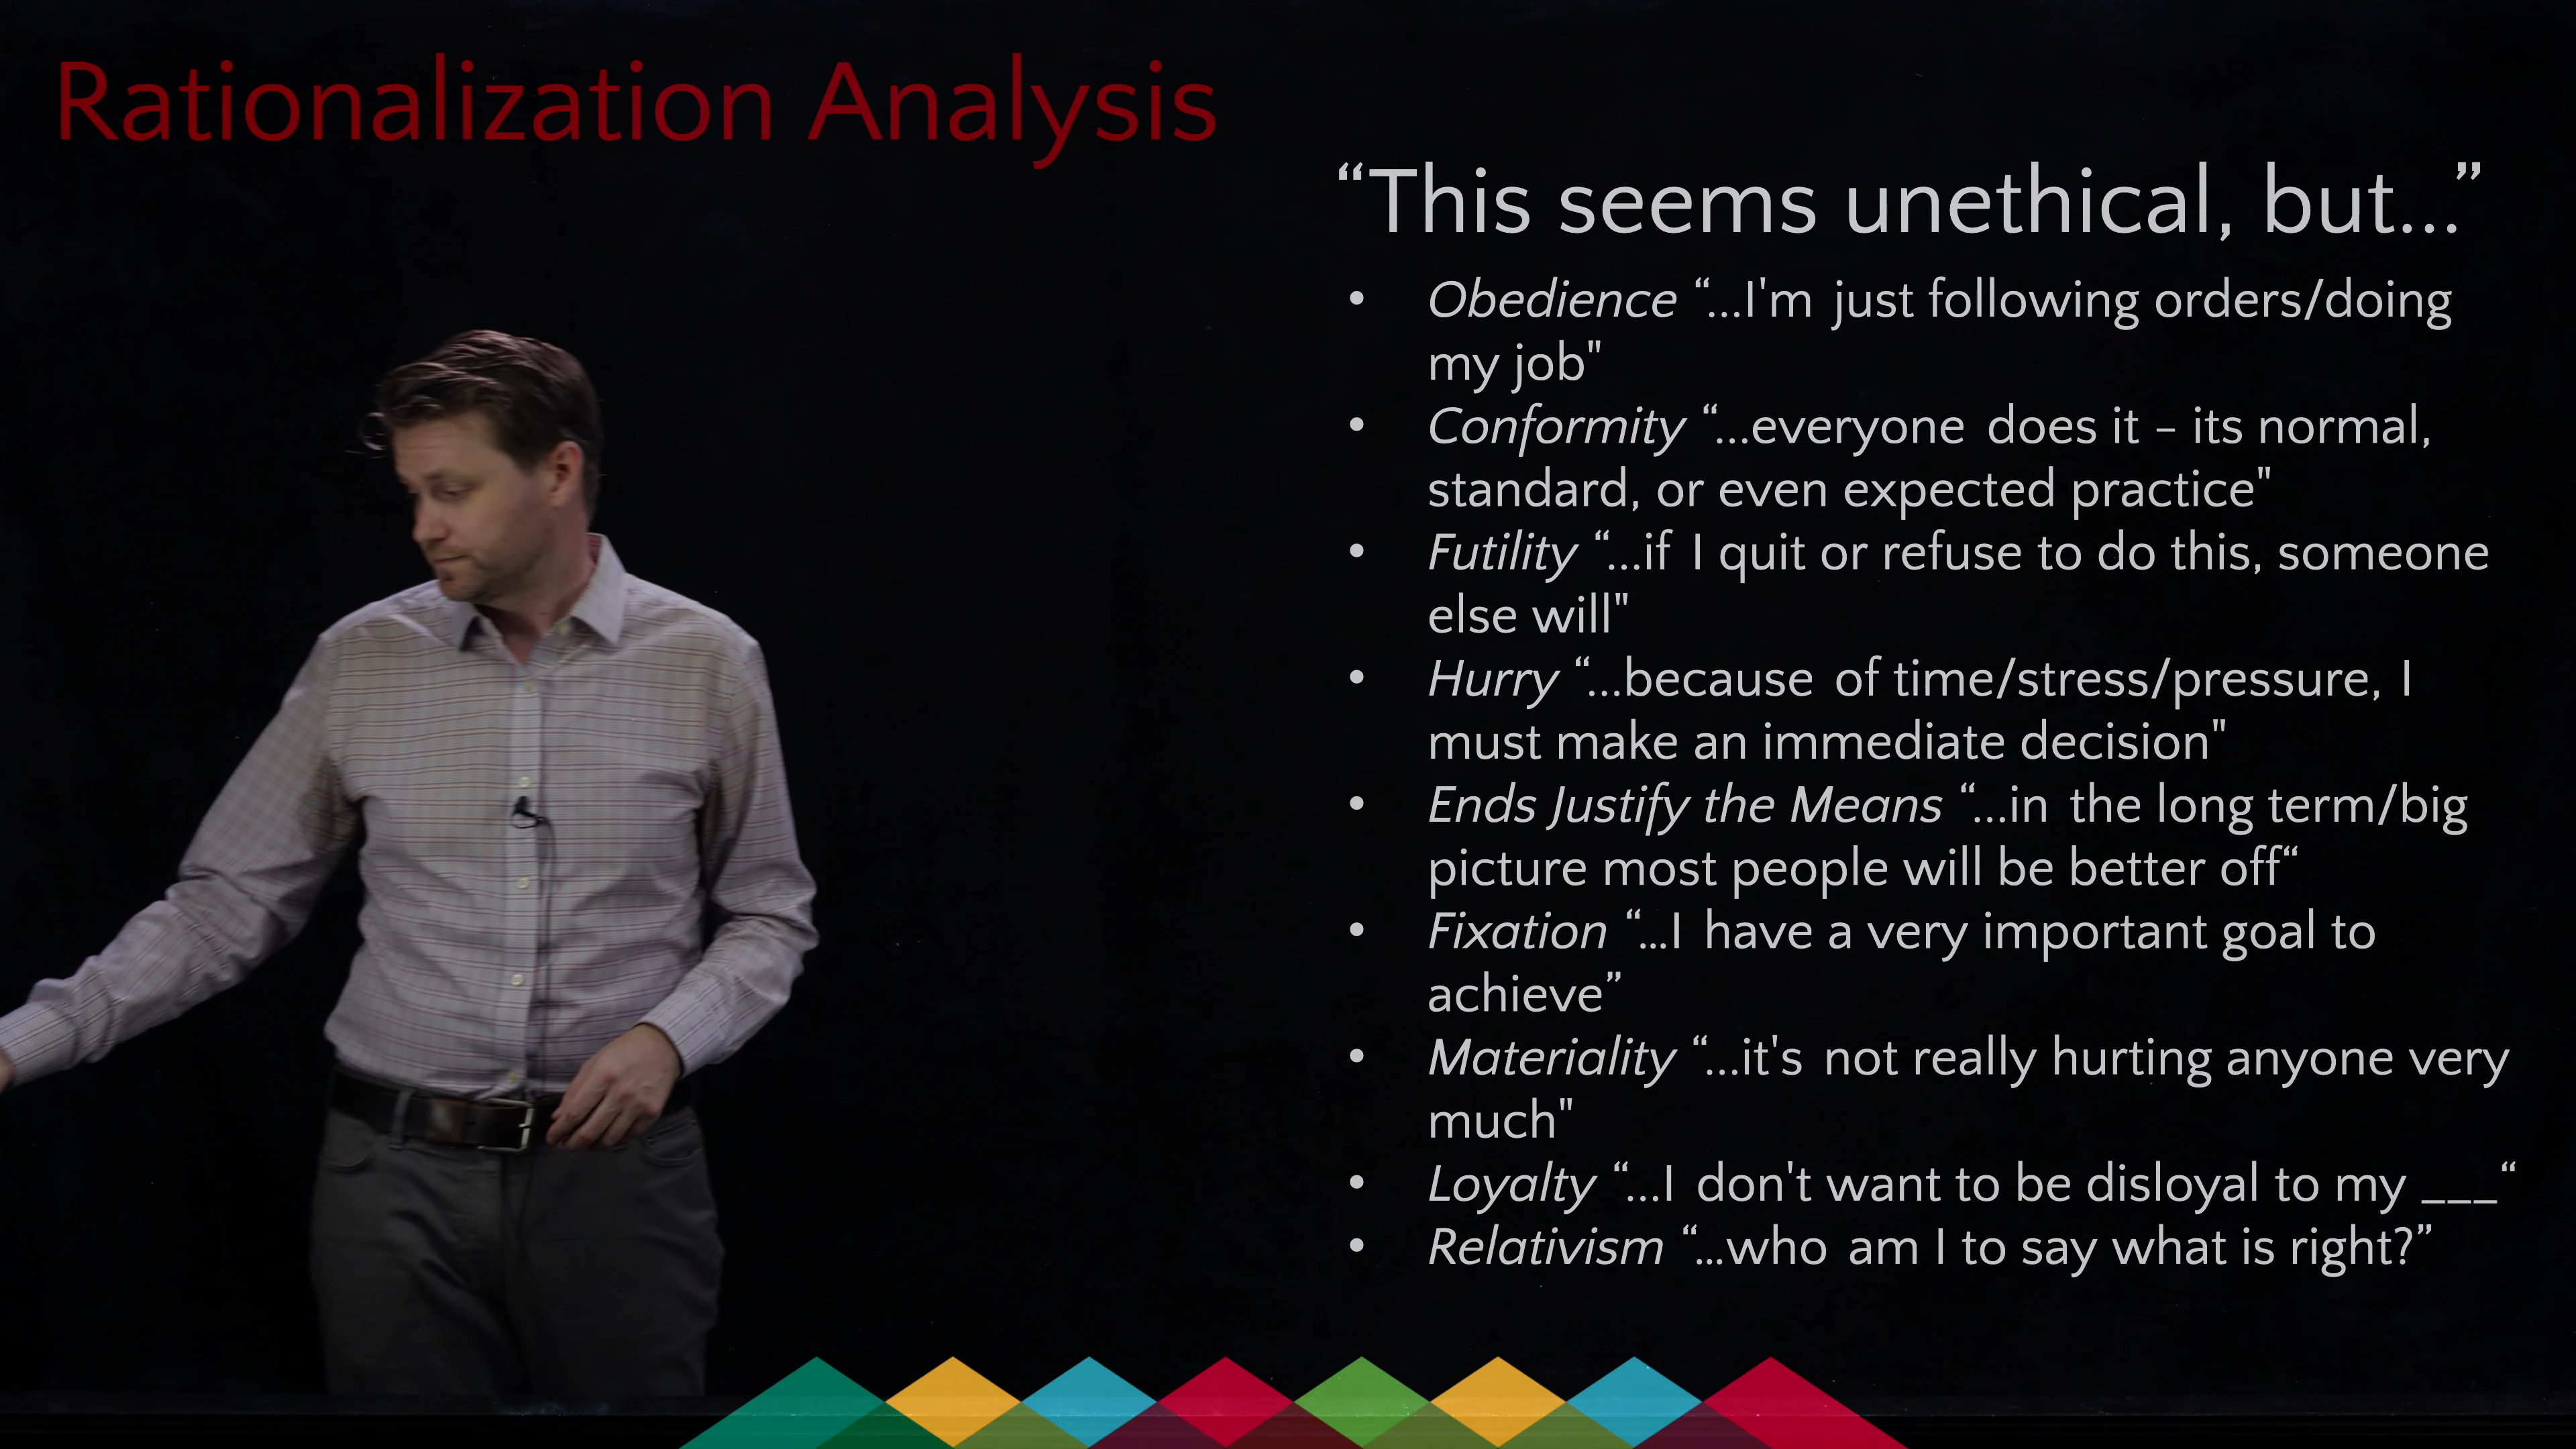 Rationalization Analysis
“This seems unethical, but...”
• Obedience “...I'm just following orders/doing
my job"
• Conformity “...everyone does it – its normal,
standard, or even expected practice"
• Futility “...if I quit or refuse to do this, someone
else will"
• Hurry “...because of time/stress/pressure, I
must make an immediate decision"
• Ends Justify the Means “...in the long term/big
picture most people will be better off“
• Fixation “…I have a very important goal to
achieve”
• Materiality “...it's not really hurting anyone very
much"
• Loyalty “...I don't want to be disloyal to my ___“
• Relativism “…who am I to say what is right?”